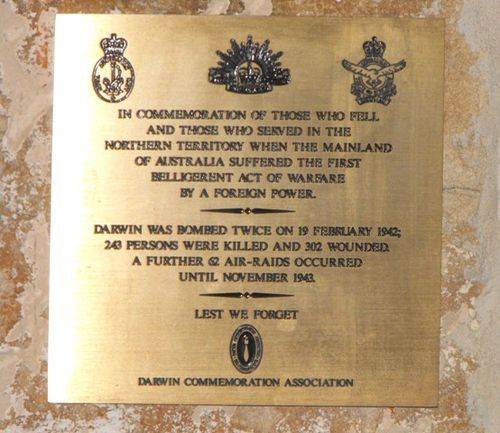 IN COMMEMORATION OF THOSE WHO FELL
AND THOSE WHO SERVED IN THE
NORTHERN TERRITORY WHEN THE MAINLAND
OF AUSTRALIA SUFFERED THE FIRST
BELLIGERENT ACT OF WARFARE
BY A FOREIGN POWER.
DARWIN WAS BOMBED TWICE ON 19 FEBRUARY 1942;
243 PERSONS WERE KILLED AND 302 WOUNDED.
A FURTHER 62 AIR-RAIDS OCCURRED
UNTIL NOVEMBER 1943.
LEST WE FORGET
DARWIN COMMEMORATION ASSOCIATION